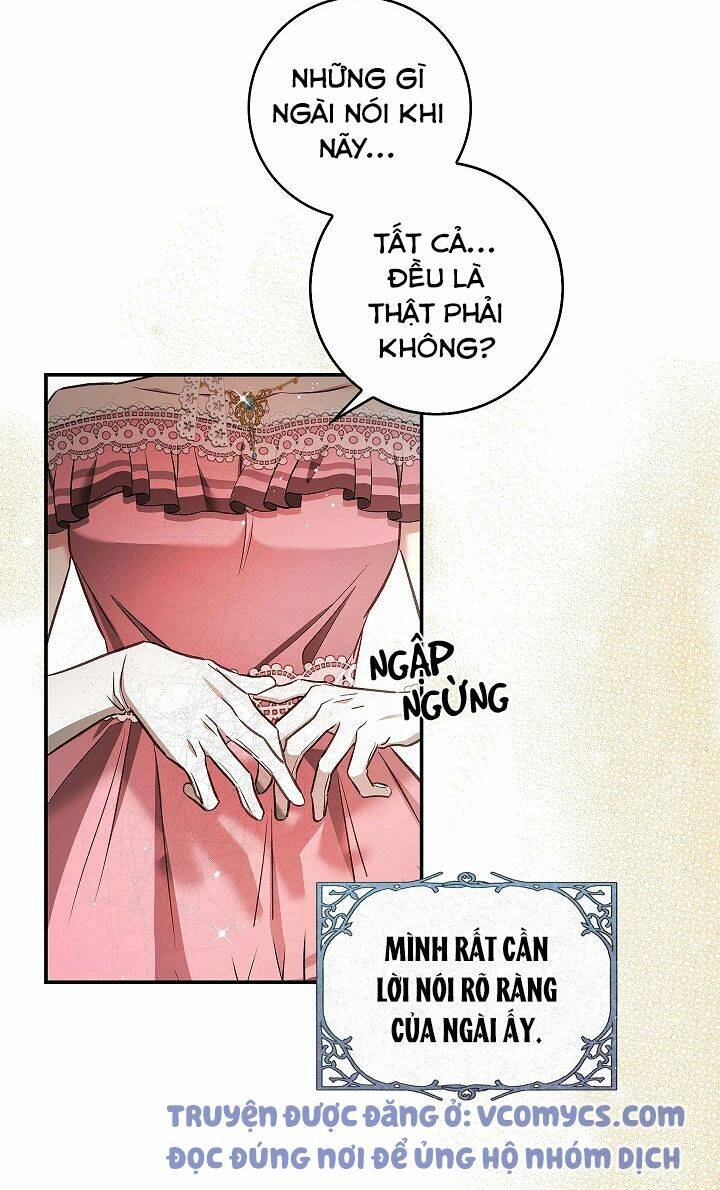 NHỮNG GÌ
NGÀI NÓI KHI
NÃY...
TẤT CẢ...
ĐỀU LÀ
THẬT PHẢI
KHÔNG?
NGẬP
NGỪNG
MÌNH RẤT CẦN
LỜI NÓI RÕ RÀNG
CỦA NGÀI ẤY.
TRUYỆN ĐƯỢC ĐĂNG Ở: VCOMYCS.COM
ĐỌC ĐÚNG NƠI ĐỂ ỦNG HỘ NHÓM DỊCH